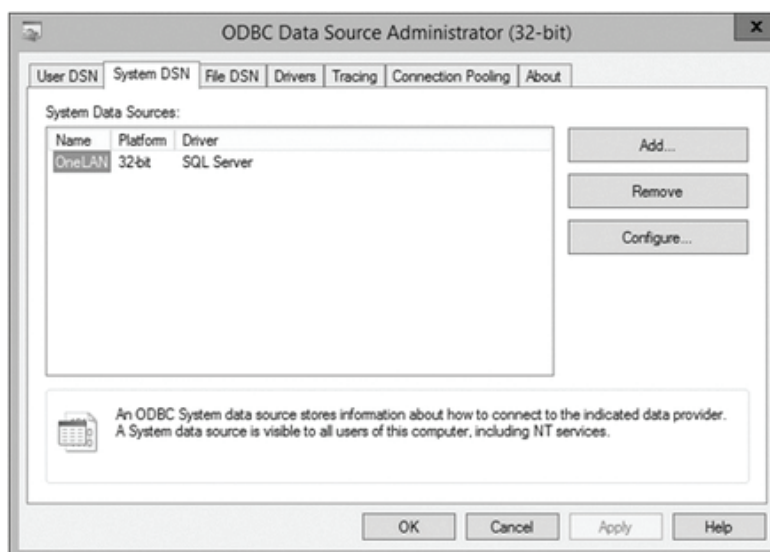 ODBC Data Source Administrator (32-bit)
x
User DSN System DSN File DSN Drivers Tracing Connection Pooling About
System Data Sources:
Name Platform Driver
OneLAN 32-bit SQL Server
Add...
Remove
Configure...
An ODBC System data source stores information about how to connect to the indicated data provider.
A System data source is visible to all users of this computer, including NT services.
OK Cancel Apply Help